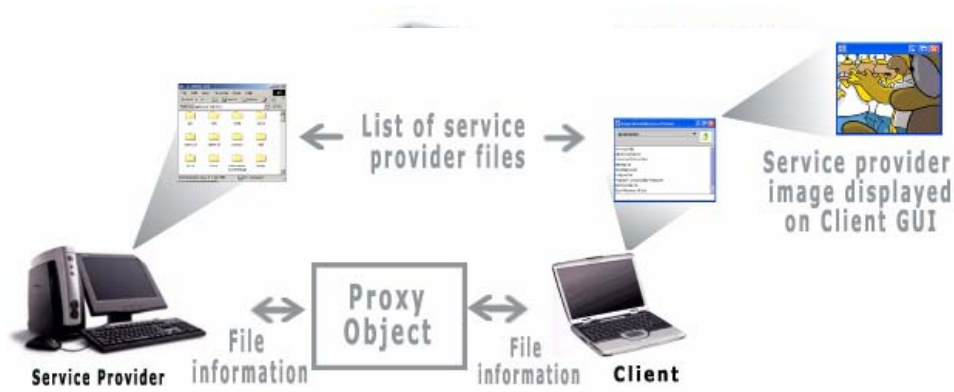 List of service
provider files
Service provider
image displayed
on Client GUI
Proxy
Object
File
information
File
information
Service Provider
Client